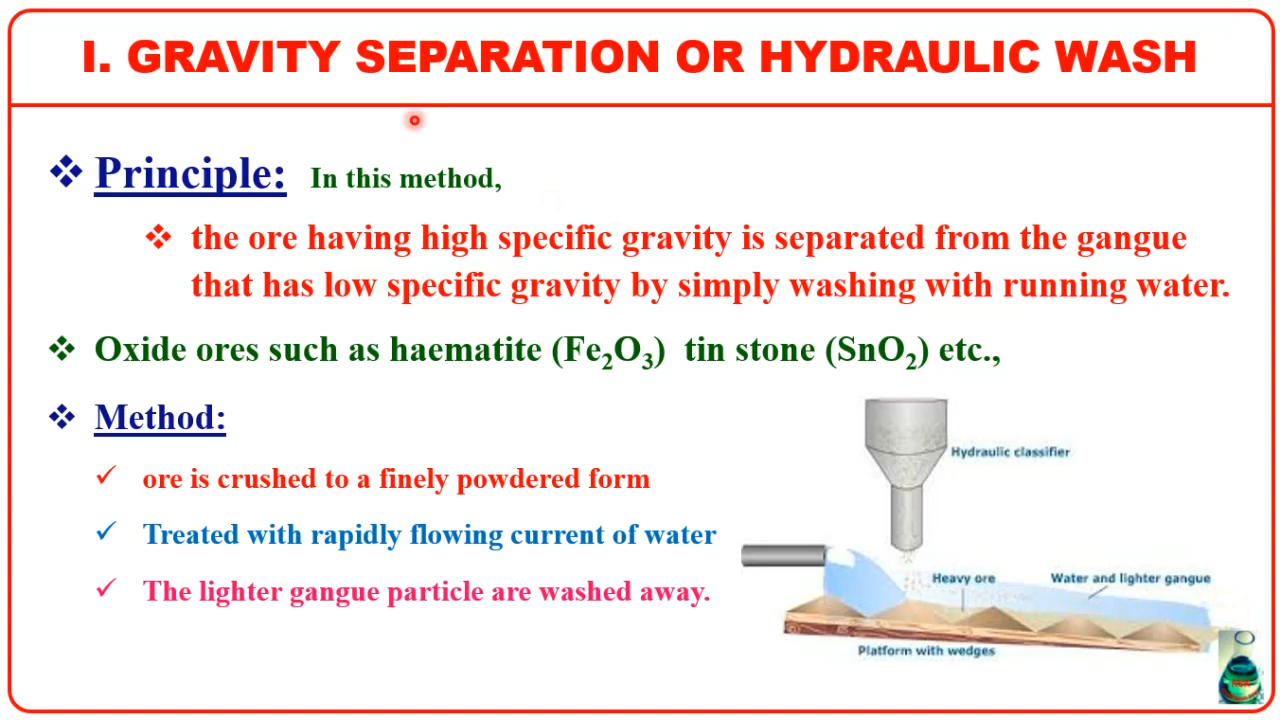 I. GRAVITY SEPARATION OR HYDRAULIC WASH
❖ Principle: In this method,
❖ the ore having high specific gravity is separated from the gangue
that has low specific gravity by simply washing with running water.
❖ Oxide ores such as haematite (Fe₂O₃) tin stone (SnO₂) etc.,
❖ Method:
✓ ore is crushed to a finely powdered form
✓ Treated with rapidly flowing current of water
✓ The lighter gangue particle are washed away.
Hydraulic classifier
Heavy ore
Water and lighter gangue
Platform with wedges